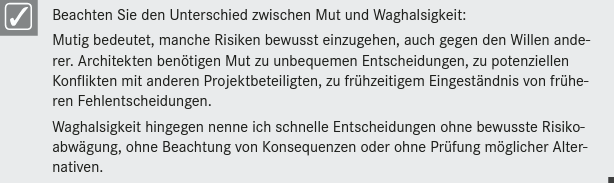 Beachten Sie den Unterschied zwischen Mut und Waghalsigkeit:
Mutig bedeutet, manche Risiken bewusst einzugehen, auch gegen den Willen ande-
rer. Architekten benötigen Mut zu unbequemen Entscheidungen, zu potenziellen
Konflikten mit anderen Projektbeteiligten, zu frühzeitigem Eingeständnis von frühe-
ren Fehlentscheidungen.
Waghalsigkeit hingegen nenne ich schnelle Entscheidungen ohne bewusste Risiko-
abwägung, ohne Beachtung von Konsequenzen oder ohne Prüfung möglicher Alter-
nativen.